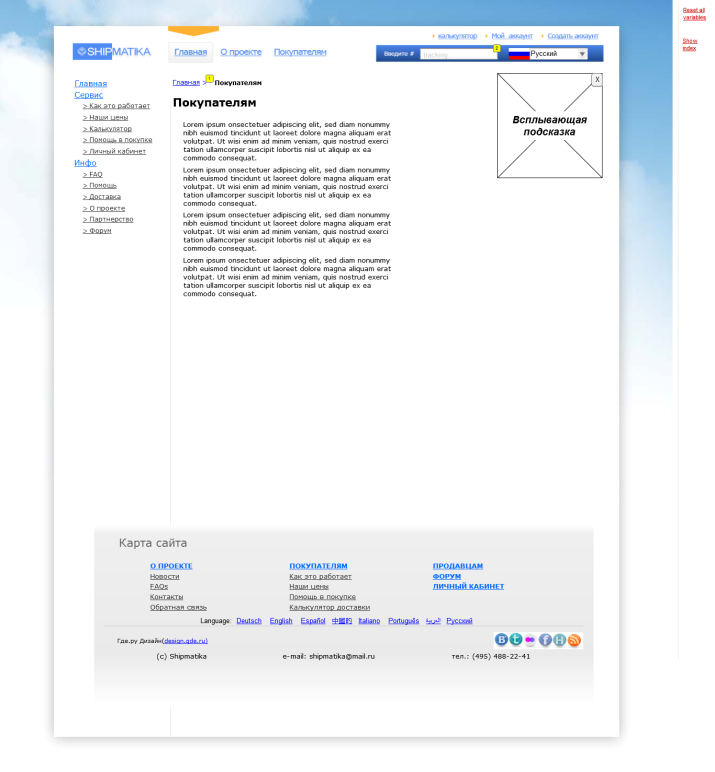 Reset all
variables
Show
index
калькулятор
Мой аккаунт
Создать аккаунт
SHIPMATIKA
Главная О проекте Покупателям
Вводите # tracking
2
Русский
Главная > 1 Покупателям
X
Всплывающая
подсказка
Главная
Сервис
> Как это работает
> Наши цены
> Калькулятор
> Помощь в покупке
> Личный кабинет
Инфо
> FAQ
> Помощь
> Доставка
> О проекте
> Партнерство
> Форум
Покупателям
Lorem ipsum onsectetuer adipiscing elit, sed diam nonummy
nibh euismod tincidunt ut laoreet dolore magna aliquam erat
volutpat. Ut wisi enim ad minim veniam, quis nostrud exerci
tation ullamcorper suscipit lobortis nisl ut aliquip ex ea
commodo consequat.
Lorem ipsum onsectetuer adipiscing elit, sed diam nonummy
nibh euismod tincidunt ut laoreet dolore magna aliquam erat
volutpat. Ut wisi enim ad minim veniam, quis nostrud exerci
tation ullamcorper suscipit lobortis nisl ut aliquip ex ea
commodo consequat.
Lorem ipsum onsectetuer adipiscing elit, sed diam nonummy
nibh euismod tincidunt ut laoreet dolore magna aliquam erat
volutpat. Ut wisi enim ad minim veniam, quis nostrud exerci
tation ullamcorper suscipit lobortis nisl ut aliquip ex ea
commodo consequat.
Lorem ipsum onsectetuer adipiscing elit, sed diam nonummy
nibh euismod tincidunt ut laoreet dolore magna aliquam erat
volutpat. Ut wisi enim ad minim veniam, quis nostrud exerci
tation ullamcorper suscipit lobortis nisl ut aliquip ex ea
commodo consequat.
Карта сайта
О ПРОЕКТЕ
Новости
FAQs
Контакты
Обратная связь
ПОКУПАТЕЛЯМ
Как это работает
Наши цены
Помощь в покупке
Калькулятор доставки
ПРОДАВЦАМ
ФОРУМ
ЛИЧНЫЙ КАБИНЕТ
Language: Deutsch English Español 中國的 Italiano Português العربية Русский
Где.ру Дизайн(design.gde.ru)
(c) Shipmatika e-mail: shipmatika@mail.ru тел.: (495) 488-22-41